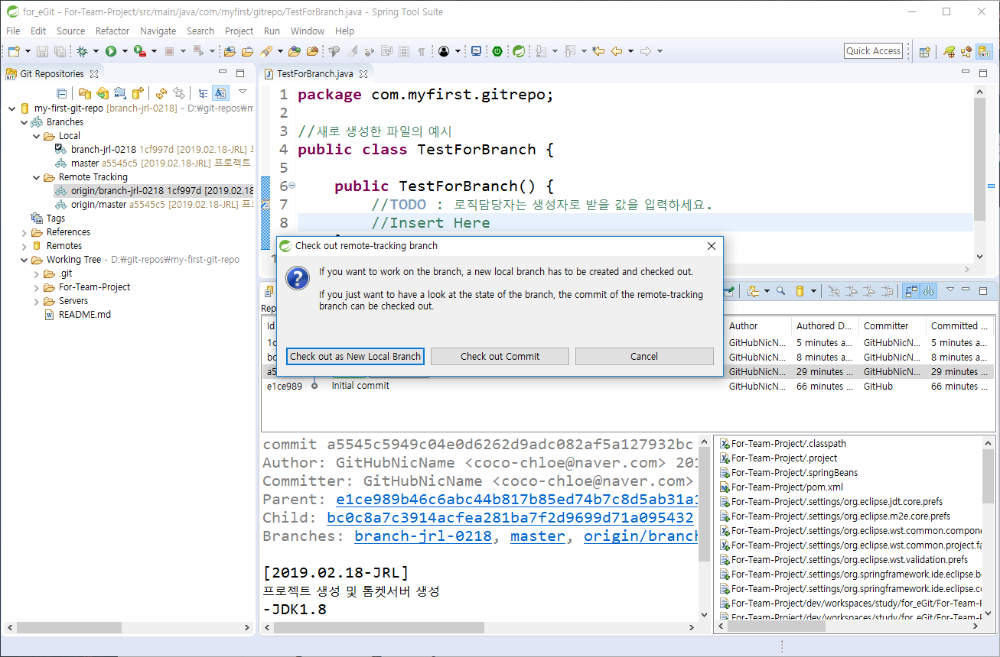 for_eGit - For-Team-Project/src/main/java/com/myfirst/gitrepo/TestForBranch.java - Spring Tool Suite
File Edit Source Refactor Navigate Search Project Run Window Help
Quick Access
Git Repositories
my-first-git-repo [branch-jrl-0218] - D:₩git-repos₩m
Branches
Local
branch-jrl-0218 1cf997d [2019.02.18-JRL]
master a5545c5 [2019.02.18-JRL] 프로젝트
Remote Tracking
origin/branch-jrl-0218 1cf997d [2019.02.18
origin/master a5545c5 [2019.02.18-JRL]
Tags
References
Remotes
Working Tree - D:₩git-repos₩my-first-git-repo
.git
For-Team-Project
Servers
README.md
TestForBranch.java
1 package com.myfirst.gitrepo;
2
3 //새로 생성한 파일의 예시
4 public class TestForBranch {
5
6 public TestForBranch() {
7 //TODO : 로직담당자는 생성자로 받을 값을 입력하세요.
8 //Insert Here
Check out remote-tracking branch
If you want to work on the branch, a new local branch has to be created and checked out.
If you just want to have a look at the state of the branch, the commit of the remote-tracking
branch can be checked out.
Check out as New Local Branch Check out Commit Cancel
Rep
Id Author Authored D... Committer Committed ...
1c GitHubNicN... 5 minutes a... GitHubNicN... 5 minutes a...
bc GitHubNicN... 8 minutes a... GitHubNicN... 8 minutes a...
a5 GitHubNicN... 29 minutes ... GitHubNicN... 29 minutes ...
e1ce989 Initial commit GitHubNicN... 66 minutes ... GitHub 66 minutes ...
commit a5545c5949c04e0d6262d9adc082af5a127932bc
Author: GitHubNicName <coco-chloe@naver.com> 201
Committer: GitHubNicName <coco-chloe@naver.com>
Parent: e1ce989b46c6abc44b817b85ed74b7c8d5ab31a1
Child: bc0c8a7c3914acfea281ba7f2d9699d71a095432
Branches: branch-jrl-0218, master, origin/branch
[2019.02.18-JRL]
프로젝트 생성 및 톰켓서버 생성
-JDK1.8
For-Team-Project/.classpath
For-Team-Project/.project
For-Team-Project/.springBeans
For-Team-Project/pom.xml
For-Team-Project/.settings/org.eclipse.jdt.core.prefs
For-Team-Project/.settings/org.eclipse.m2e.core.prefs
For-Team-Project/.settings/org.eclipse.wst.common.compone
For-Team-Project/.settings/org.eclipse.wst.common.project.fa
For-Team-Project/.settings/org.eclipse.wst.validation.prefs
For-Team-Project/.settings/org.springframework.ide.eclipse.b
For-Team-Project/.settings/org.springframework.ide.eclipse.co
For-Team-Project/dev/workspaces/study/for_eGit/For-Team-F
For-Team-Project/dev/workspaces/study/for_eGit/For-Team-F